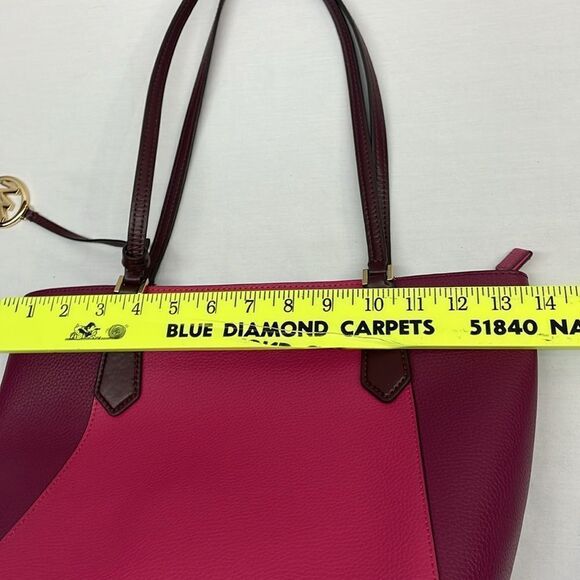 1 2 3 4 5 6 7 8 9 10 11 12 13 14
BLUE DIAMOND CARPETS 51840 NA